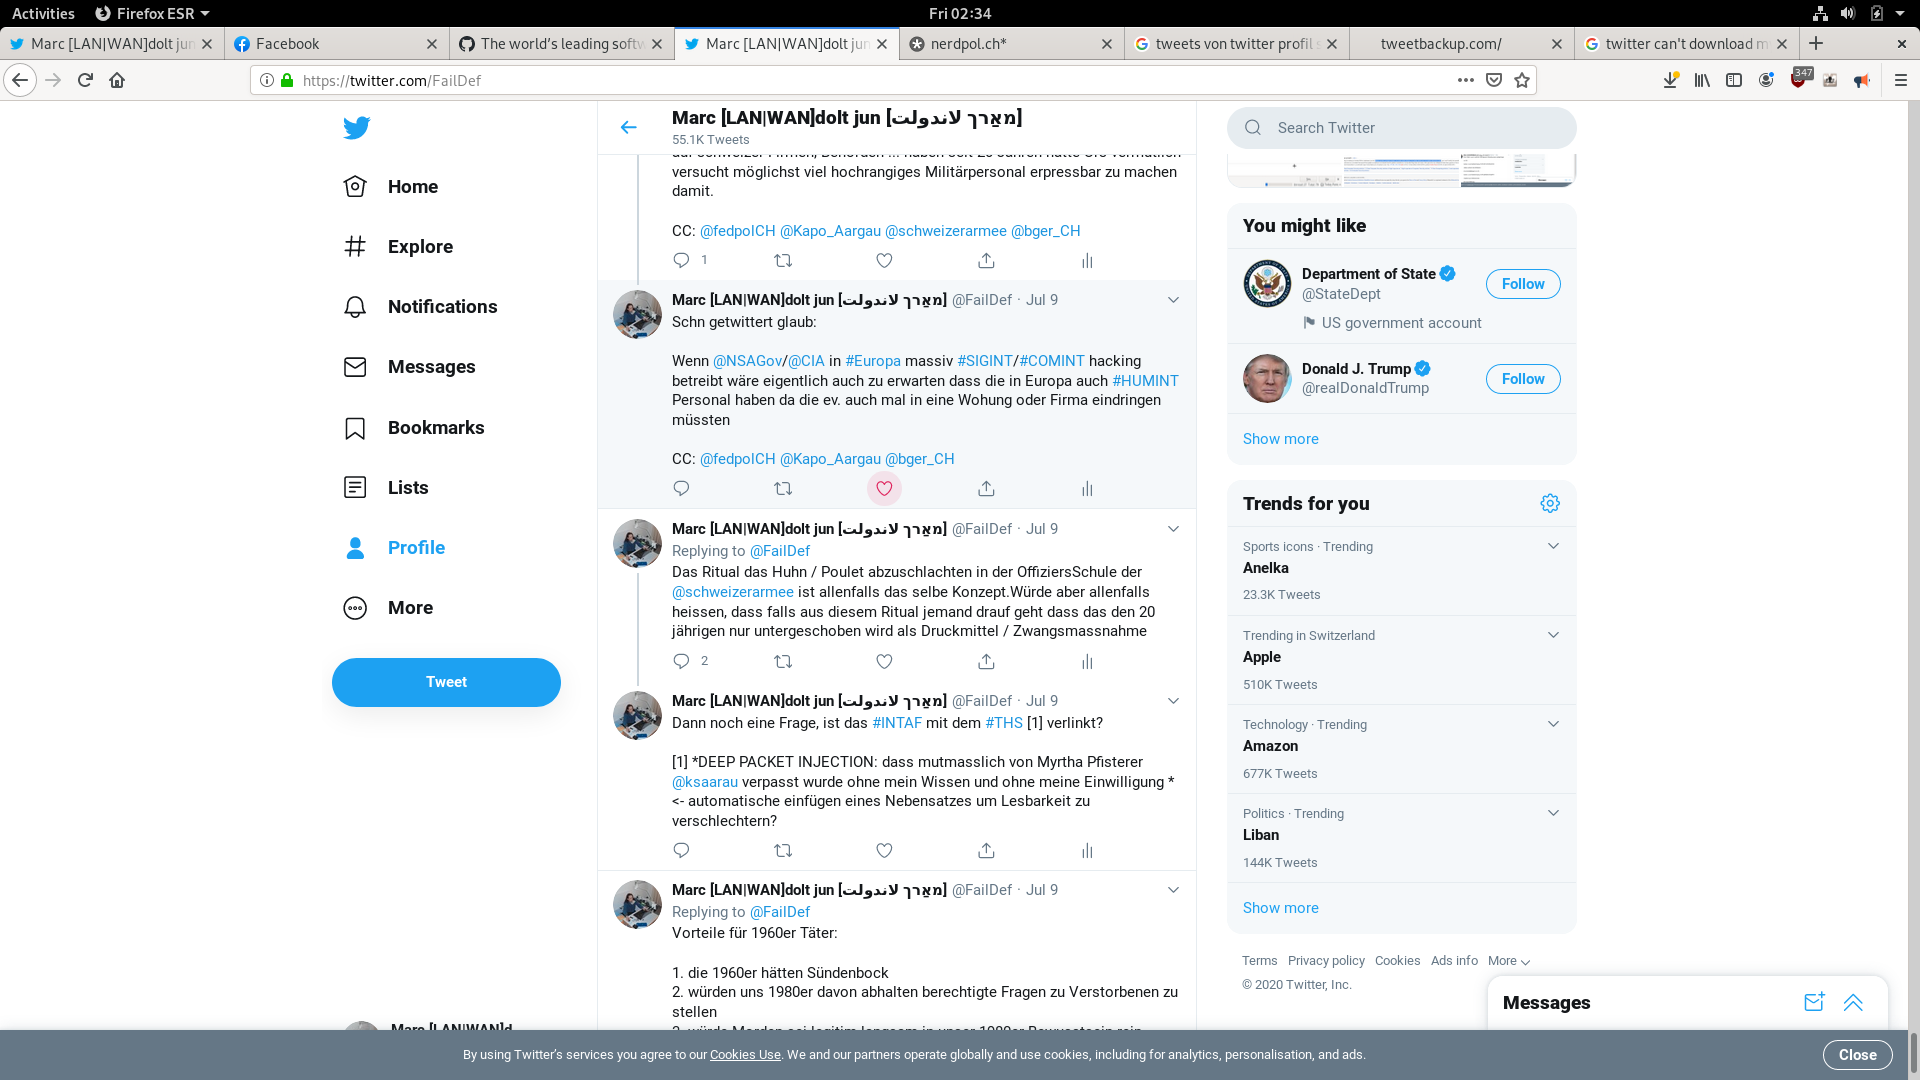 Activities
Firefox ESR
Fri 02:34
Marc [LAN|WAN]dolt jun
Facebook
The world's leading softw
Marc [LAN|WAN]dolt jun
nerdpol.ch*
tweets von twitter profil s
tweetbackup.com/
twitter can't download m
https://twitter.com/FailDef
347
Home
Explore
Notifications
Messages
Bookmarks
Lists
Profile
More
Tweet
Marc [LAN|WAN]d
Marc [LAN|WAN]dolt jun [מאַרך לאנדולת]
55.1K Tweets
versucht möglichst viel hochrangiges Militärpersonal erpressbar zu machen
damit.
CC: @fedpolCH @Kapo_Aargau @schweizerarmee @bger_CH
1
Marc [LAN|WAN]dolt jun [מאַרך לאנדולת] @FailDef · Jul 9
Schn getwittert glaub:
Wenn @NSAGov/@CIA in #Europa massiv #SIGINT/#COMINT hacking
betreibt wäre eigentlich auch zu erwarten dass die in Europa auch #HUMINT
Personal haben da die ev. auch mal in eine Wohung oder Firma eindringen
müssten
CC: @fedpolCH @Kapo_Aargau @bger_CH
Marc [LAN|WAN]dolt jun [מאַרך לאנדולת] @FailDef · Jul 9
Replying to @FailDef
Das Ritual das Huhn / Poulet abzuschlachten in der OffiziersSchule der
@schweizerarmee ist allenfalls das selbe Konzept.Würde aber allenfalls
heissen, dass falls aus diesem Ritual jemand drauf geht dass das den 20
jährigen nur untergeschoben wird als Druckmittel / Zwangsmassnahme
2
Marc [LAN|WAN]dolt jun [מאַרך לאנדולת] @FailDef · Jul 9
Dann noch eine Frage, ist das #INTAF mit dem #THS [1] verlinkt?
[1] *DEEP PACKET INJECTION: dass mutmasslich von Myrtha Pfisterer
@ksaarau verpasst wurde ohne mein Wissen und ohne meine Einwilligung *
<- automatische einfügen eines Nebensatzes um Lesbarkeit zu
verschlechtern?
Marc [LAN|WAN]dolt jun [מאַרך לאנדולת] @FailDef · Jul 9
Replying to @FailDef
Vorteile für 1960er Täter:
1. die 1960er hätten Sündenbock
2. würden uns 1980er davon abhalten berechtigte Fragen zu Verstorbenen zu
stellen
Search Twitter
You might like
Department of State
@StateDept
US government account
Follow
Donald J. Trump
@realDonaldTrump
Follow
Show more
Trends for you
Sports icons · Trending
Anelka
23.3K Tweets
Trending in Switzerland
Apple
510K Tweets
Technology · Trending
Amazon
677K Tweets
Politics · Trending
Liban
144K Tweets
Show more
Terms Privacy policy Cookies Ads info More
© 2020 Twitter, Inc.
Messages
By using Twitter's services you agree to our Cookies Use. We and our partners operate globally and use cookies, including for analytics, personalisation, and ads.
Close